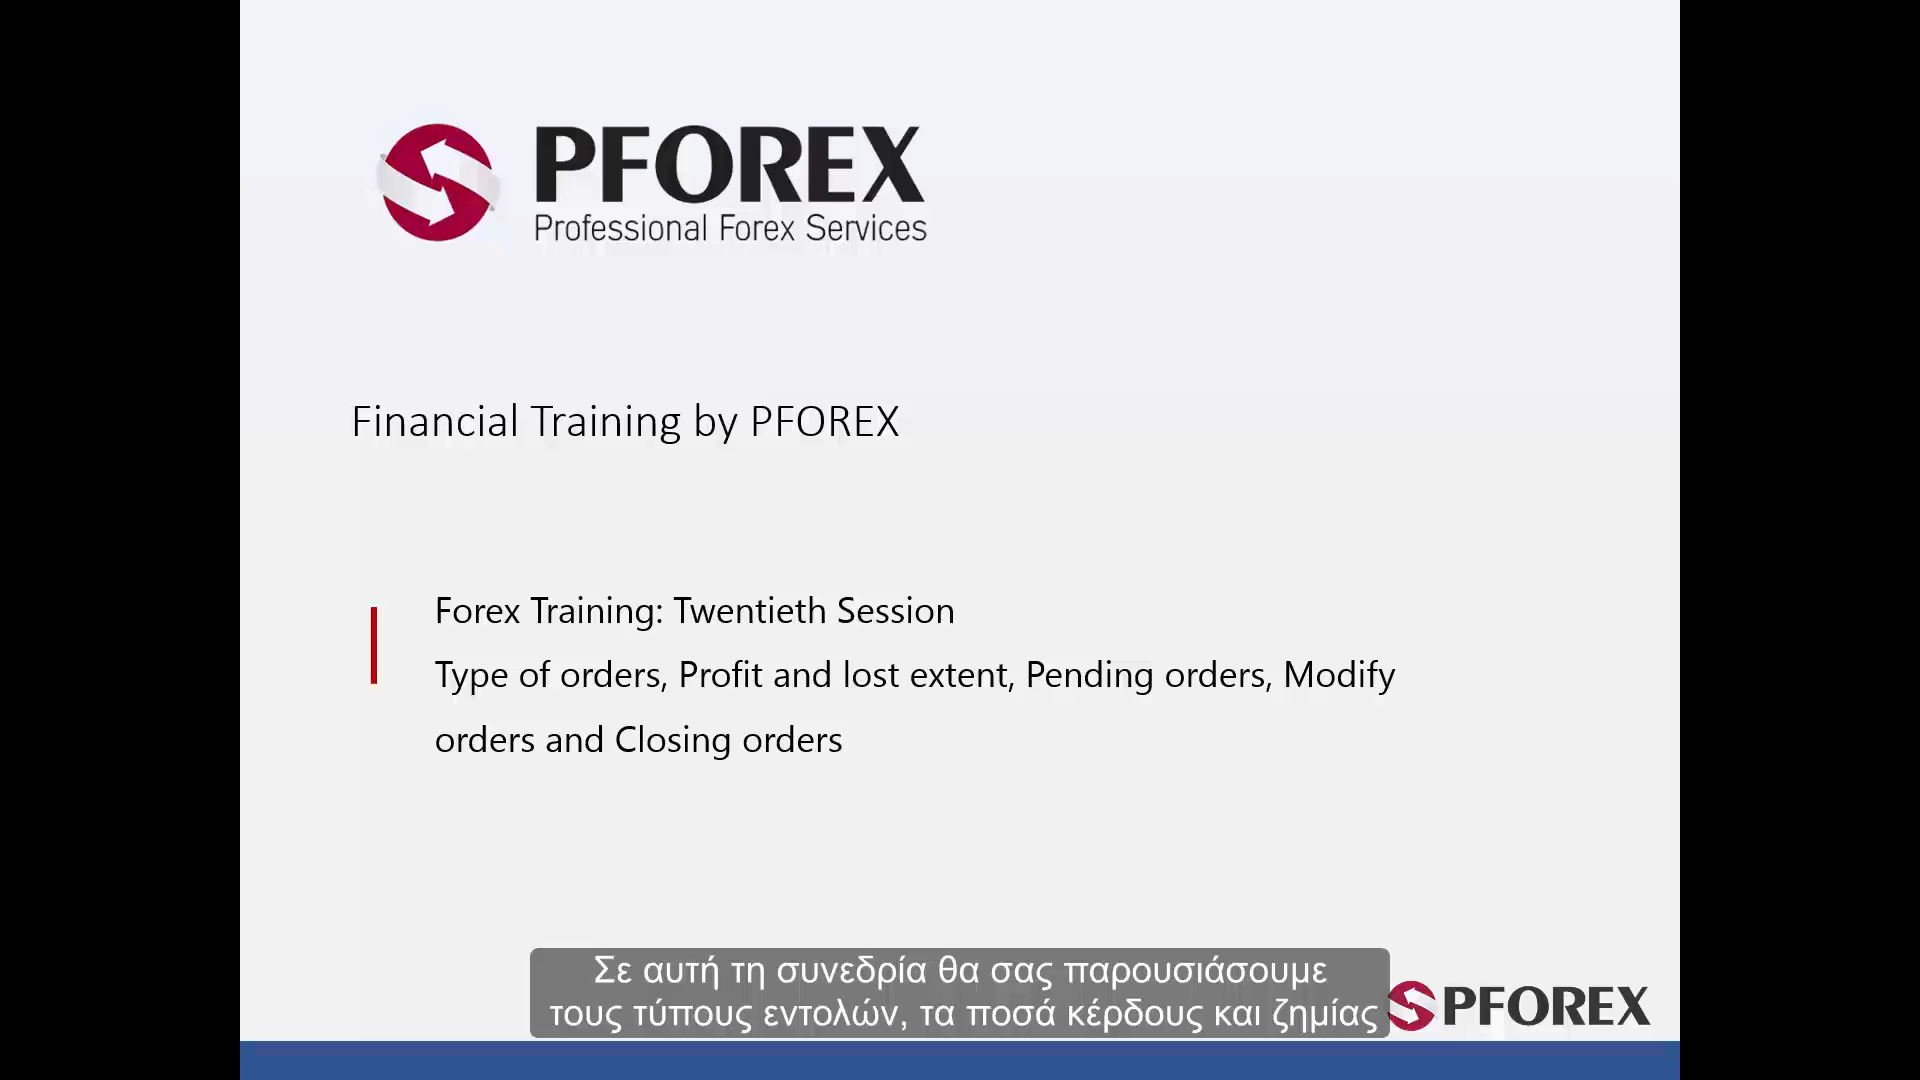 PFOREX
Professional Forex Services
Financial Training by PFOREX
Forex Training: Twentieth Session
Type of orders, Profit and lost extent, Pending orders, Modify
orders and Closing orders
Σε αυτή τη συνεδρία θα σας παρουσιάσουμε
τους τύπους εντολών, τα ποσά κέρδους και ζημίας
PFOREX